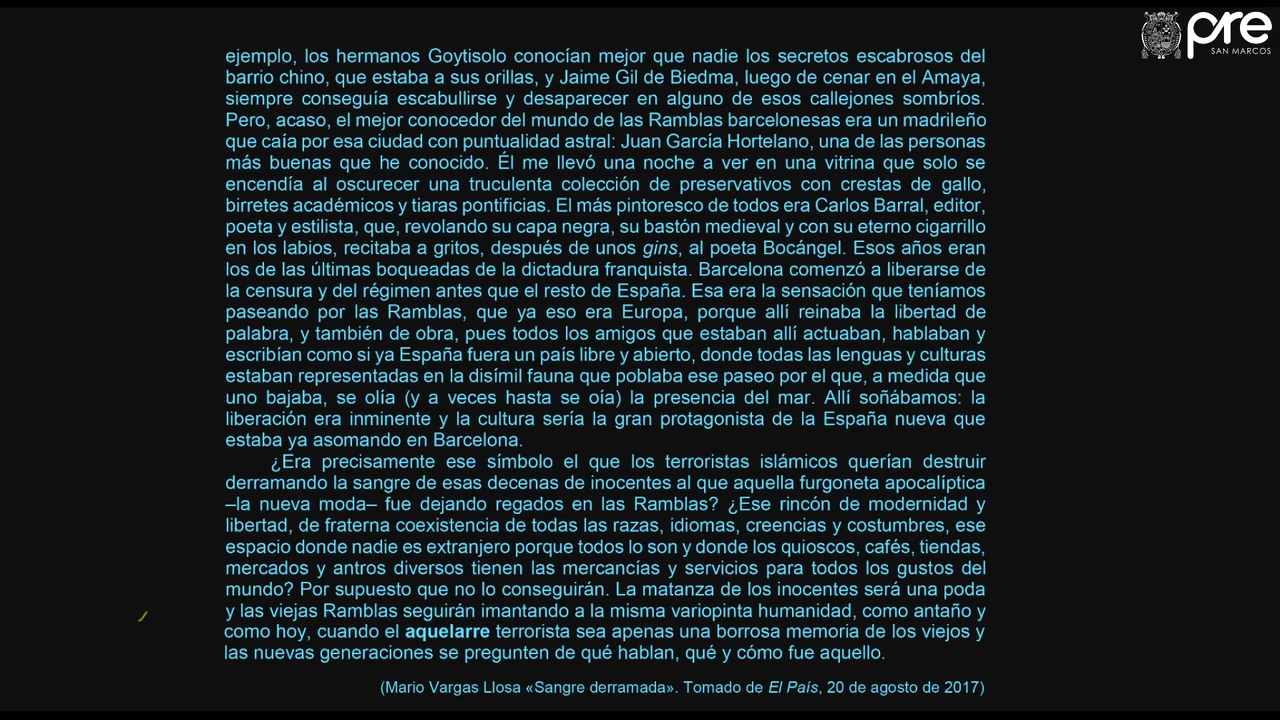 pre
SAN MARCOS
ejemplo, los hermanos Goytisolo conocían mejor que nadie los secretos escabrosos del
barrio chino, que estaba a sus orillas, y Jaime Gil de Biedma, luego de cenar en el Amaya,
siempre conseguía escabullirse y desaparecer en alguno de esos callejones sombríos.
Pero, acaso, el mejor conocedor del mundo de las Ramblas barcelonesas era un madrileño
que caía por esa ciudad con puntualidad astral: Juan García Hortelano, una de las personas
más buenas que he conocido. Él me llevó una noche a ver en una vitrina que solo se
encendía al oscurecer una truculenta colección de preservativos con crestas de gallo,
birretes académicos y tiaras pontificias. El más pintoresco de todos era Carlos Barral, editor,
poeta y estilista, que, revolando su capa negra, su bastón medieval y con su eterno cigarrillo
en los labios, recitaba a gritos, después de unos gins, al poeta Bocángel. Esos años eran
los de las últimas boqueadas de la dictadura franquista. Barcelona comenzó a liberarse de
la censura y del régimen antes que el resto de España. Esa era la sensación que teníamos
paseando por las Ramblas, que ya eso era Europa, porque allí reinaba la libertad de
palabra, y también de obra, pues todos los amigos que estaban allí actuaban, hablaban y
escribían como si ya España fuera un país libre y abierto, donde todas las lenguas y culturas
estaban representadas en la disímil fauna que poblaba ese paseo por el que, a medida que
uno bajaba, se olía (y a veces hasta se oía) la presencia del mar. Allí soñábamos: la
liberación era inminente y la cultura sería la gran protagonista de la España nueva que
estaba ya asomando en Barcelona.
¿Era precisamente ese símbolo el que los terroristas islámicos querían destruir
derramando la sangre de esas decenas de inocentes al que aquella furgoneta apocalíptica
–la nueva moda– fue dejando regados en las Ramblas? ¿Ese rincón de modernidad y
libertad, de fraterna coexistencia de todas las razas, idiomas, creencias y costumbres, ese
espacio donde nadie es extranjero porque todos lo son y donde los quioscos, cafés, tiendas,
mercados y antros diversos tienen las mercancías y servicios para todos los gustos del
mundo? Por supuesto que no lo conseguirán. La matanza de los inocentes será una poda
y las viejas Ramblas seguirán imantando a la misma variopinta humanidad, como antaño y
como hoy, cuando el aquelarre terrorista sea apenas una borrosa memoria de los viejos y
las nuevas generaciones se pregunten de qué hablan, qué y cómo fue aquello.
(Mario Vargas Llosa «Sangre derramada». Tomado de El País, 20 de agosto de 2017)